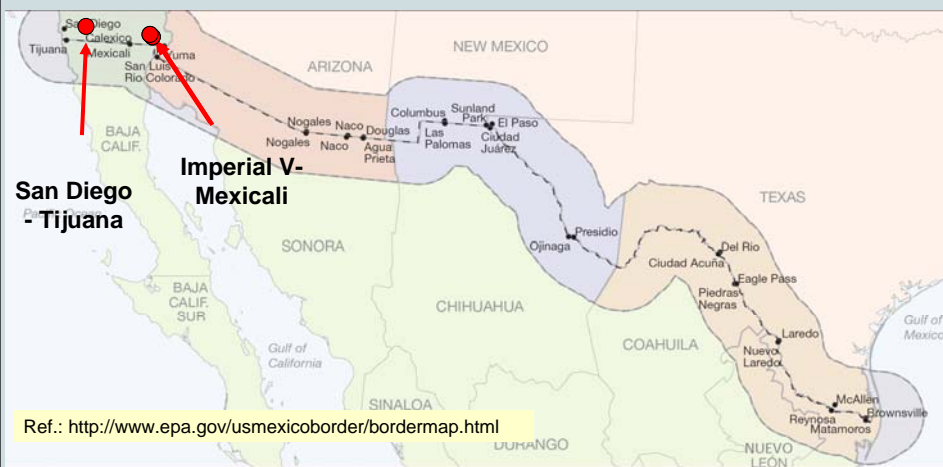 San Diego
Tijuana
Calexico
Mexicali
Yuma
San Luis
Rio Colorado
ARIZONA
NEW MEXICO
TEXAS
Nogales
Nogales
Naco
Naco
Douglas
Agua
Prieta
Columbus
Las
Palomas
Sunland
Park
El Paso
Ciudad
Juárez
Ojinaga
Presidio
Del Rio
Ciudad Acuña
Eagle Pass
Piedras
Negras
Laredo
Nuevo
Laredo
McAllen
Reynosa
Brownsville
Matamoros
BAJA
CALIF.
San Diego
- Tijuana
Imperial V-
Mexicali
SONORA
CHIHUAHUA
COAHUILA
BAJA
CALIF.
SUR
Gulf of
California
Gulf of
Mexico
SINALOA
DURANGO
NUEVO
LEÓN
Ref.: http://www.epa.gov/usmexicoborder/bordermap.html